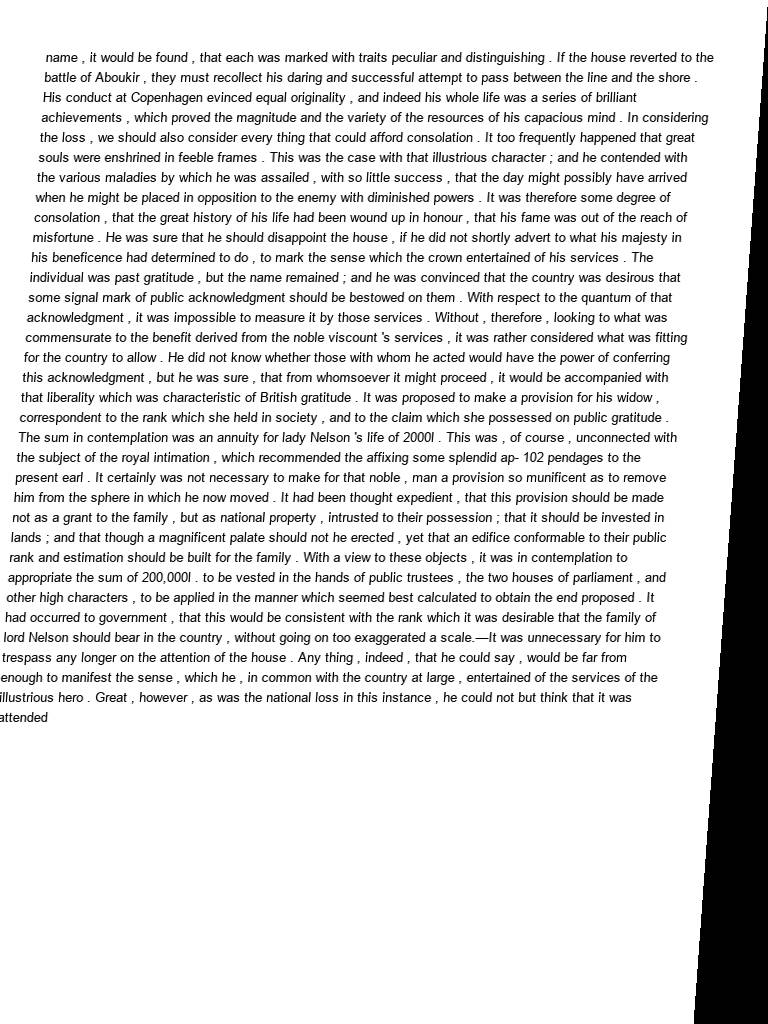 name , it would be found , that each was marked with traits peculiar and distinguishing . If the house reverted to the
battle of Aboukir , they must recollect his daring and successful attempt to pass between the line and the shore .
His conduct at Copenhagen evinced equal originality , and indeed his whole life was a series of brilliant
achievements , which proved the magnitude and the variety of the resources of his capacious mind . In considering
the loss , we should also consider every thing that could afford consolation . It too frequently happened that great
souls were enshrined in feeble frames . This was the case with that illustrious character ; and he contended with
the various maladies by which he was assailed , with so little success , that the day might possibly have arrived
when he might be placed in opposition to the enemy with diminished powers . It was therefore some degree of
consolation , that the great history of his life had been wound up in honour , that his fame was out of the reach of
misfortune . He was sure that he should disappoint the house , if he did not shortly advert to what his majesty in
his beneficence had determined to do , to mark the sense which the crown entertained of his services . The
individual was past gratitude , but the name remained ; and he was convinced that the country was desirous that
some signal mark of public acknowledgment should be bestowed on them . With respect to the quantum of that
acknowledgment , it was impossible to measure it by those services . Without , therefore , looking to what was
commensurate to the benefit derived from the noble viscount 's services , it was rather considered what was fitting
for the country to allow . He did not know whether those with whom he acted would have the power of conferring
this acknowledgment , but he was sure , that from whomsoever it might proceed , it would be accompanied with
that liberality which was characteristic of British gratitude . It was proposed to make a provision for his widow ,
correspondent to the rank which she held in society , and to the claim which she possessed on public gratitude .
The sum in contemplation was an annuity for lady Nelson 's life of 2000l . This was , of course , unconnected with
the subject of the royal intimation , which recommended the affixing some splendid ap- 102 pendages to the
present earl . It certainly was not necessary to make for that noble , man a provision so munificent as to remove
him from the sphere in which he now moved . It had been thought expedient , that this provision should be made
not as a grant to the family , but as national property , intrusted to their possession ; that it should be invested in
lands ; and that though a magnificent palate should not he erected , yet that an edifice conformable to their public
rank and estimation should be built for the family . With a view to these objects , it was in contemplation to
appropriate the sum of 200,000l . to be vested in the hands of public trustees , the two houses of parliament , and
other high characters , to be applied in the manner which seemed best calculated to obtain the end proposed . It
had occurred to government , that this would be consistent with the rank which it was desirable that the family of
lord Nelson should bear in the country , without going on too exaggerated a scale.—It was unnecessary for him to
trespass any longer on the attention of the house . Any thing , indeed , that he could say , would be far from
enough to manifest the sense , which he , in common with the country at large , entertained of the services of the
illustrious hero . Great , however , as was the national loss in this instance , he could not but think that it was
attended